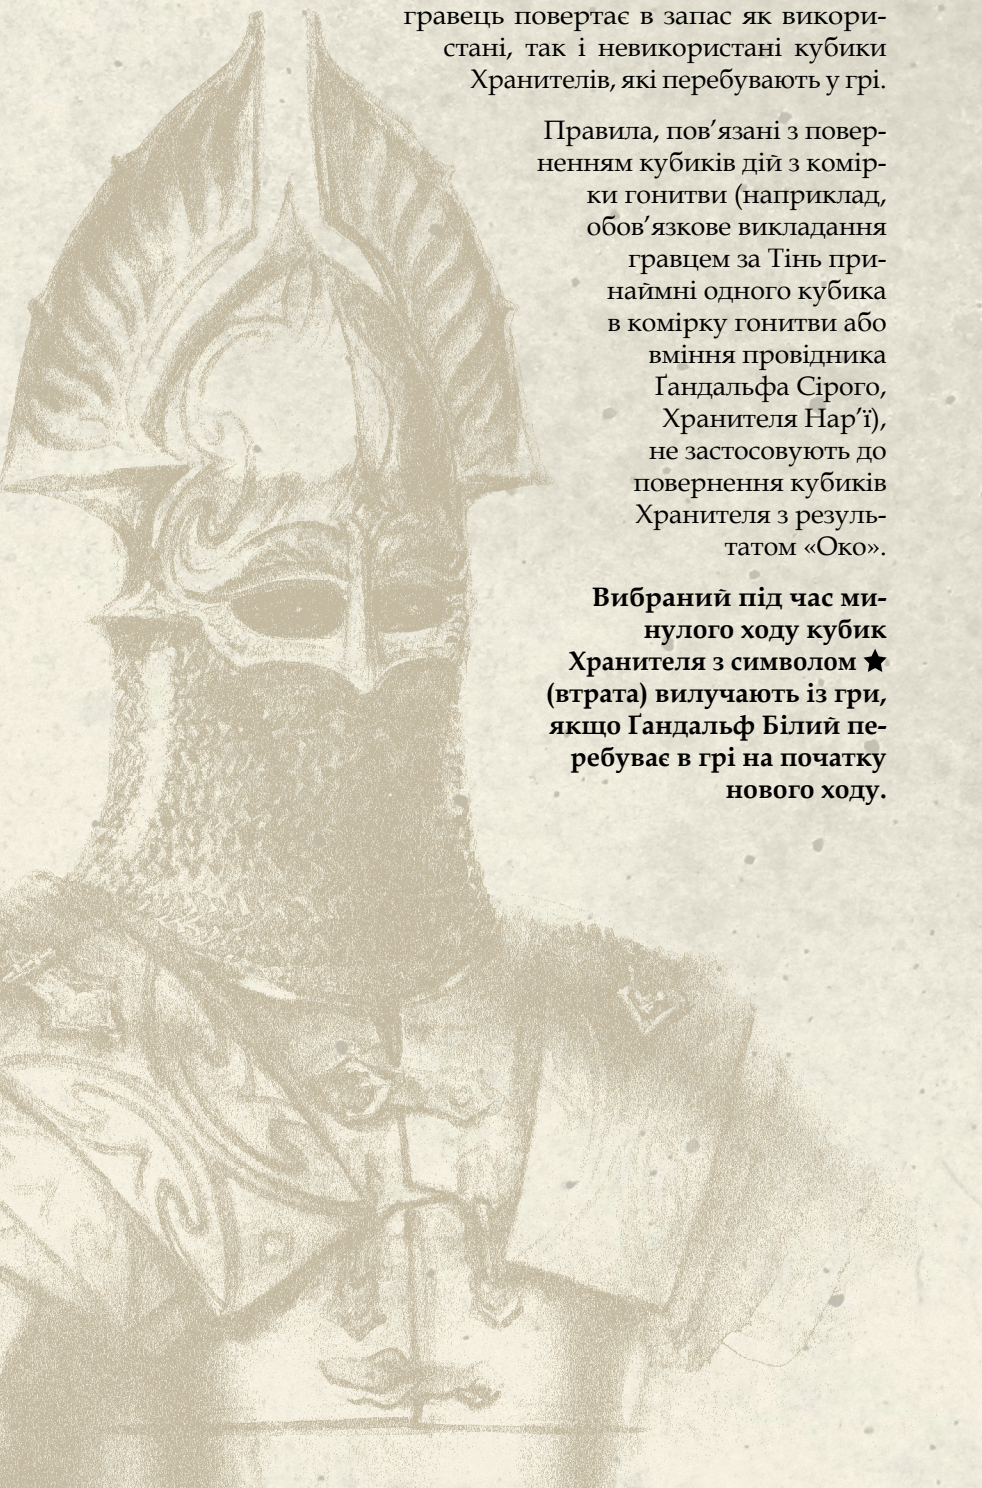 гравець повертає в запас як викори-
стані, так і невикористані кубики
Хранителів, які перебувають у грі.
Правила, пов’язані з повер-
ненням кубиків дій з комір-
ки гонитви (наприклад,
обов’язкове викладання
гравцем за Тінь при-
наймні одного кубика
в комірку гонитви або
вміння провідника
Ґандальфа Сірого,
Хранителя Нар’ї),
не застосовують до
повернення кубиків
Хранителя з резуль-
татом «Око».
Вибраний під час ми-
нулого ходу кубик
Хранителя з символом ★
(втрата) вилучають із гри,
якщо Ґандальф Білий пе-
ребуває в грі на початку
нового ходу.